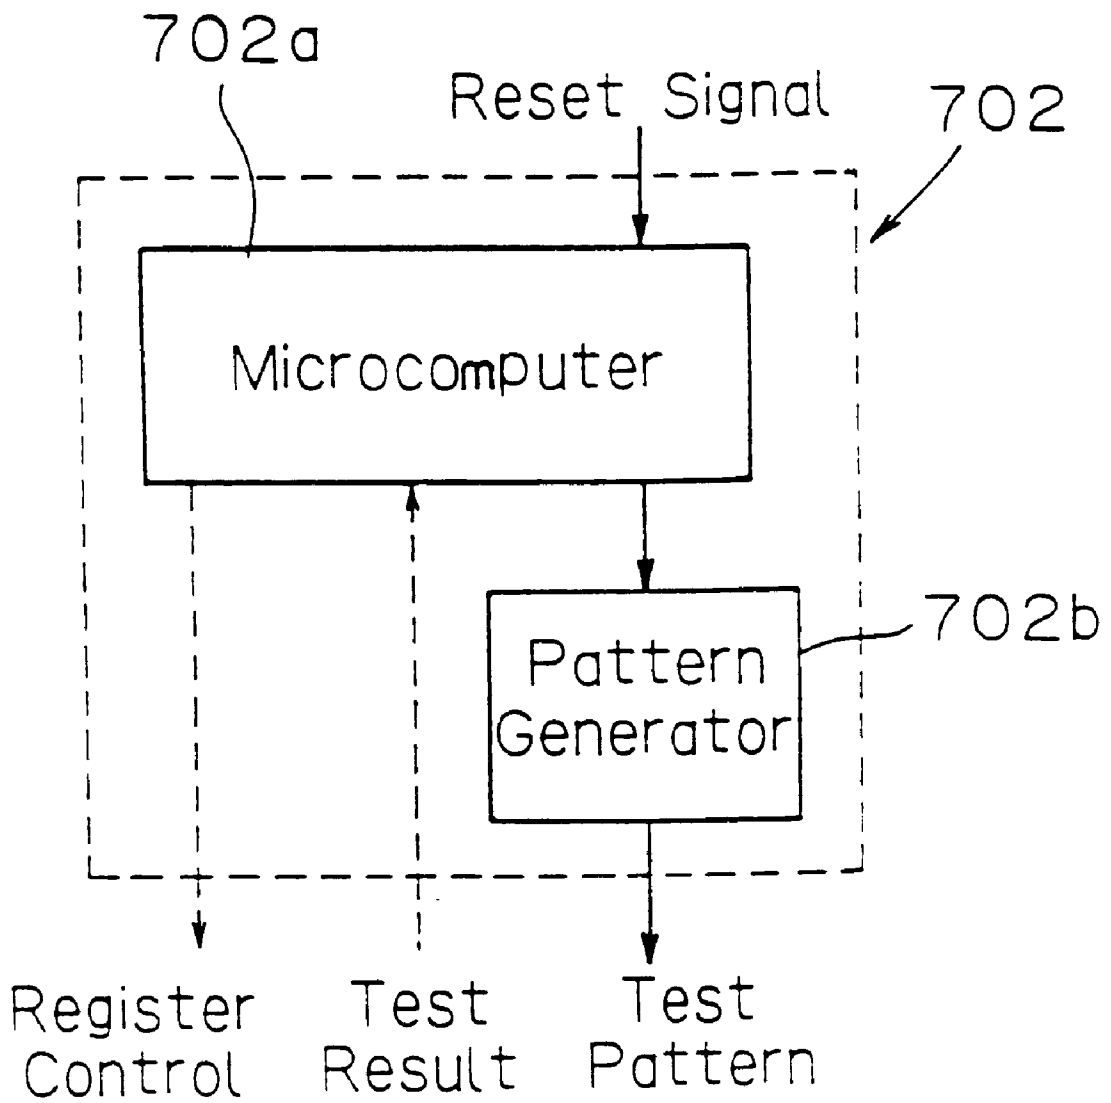 702a
Reset Signal
702
Microcomputer
702b
Pattern
Generator
Register
Control
Test
Result
Test
Pattern